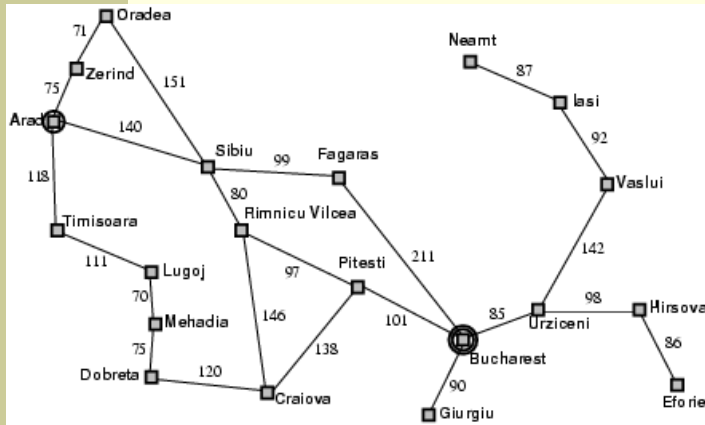 Oradea
71
Neamt
Zerind
87
75
151
Iasi
Arad
140
92
Sibiu
99
Fagaras
118
80
Vaslui
Timisoara
Rimnicu Vilcea
111
97
Pitesti
211
142
Lugoj
70
98
Hirsova
146
101
85
Urziceni
Mehadia
138
86
75
Bucharest
Dobreta
120
90
Craiova
Eforie
Giurgiu